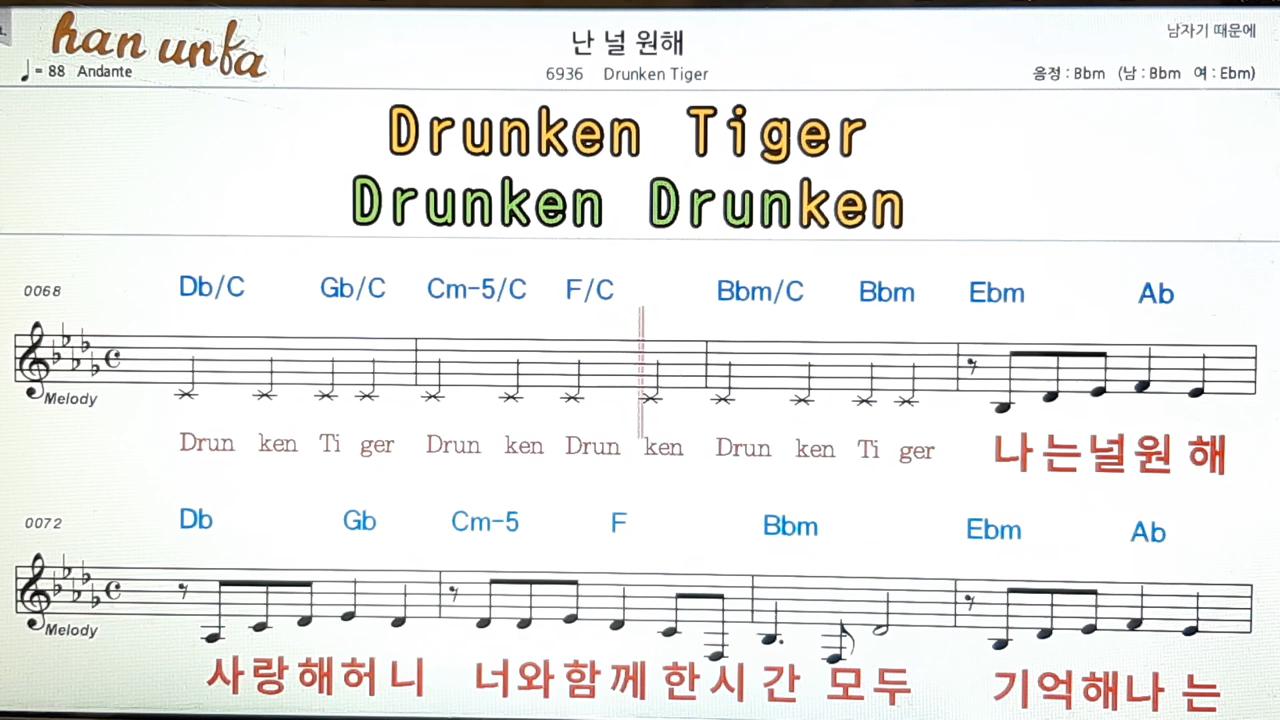 han unfa
난 널 원해
남자기 때문에
♩= 88 Andante
6936 Drunken Tiger
음정 : Bbm (남 : Bbm 여 : Ebm)
Drunken Tiger
Drunken Drunken
0068 Db/C Gb/C Cm-5/C F/C Bbm/C Bbm Ebm Ab
Melody
Drun ken Ti ger Drun ken Drun ken Drun ken Ti ger 나는널원 해
0072 Db Gb Cm-5 F Bbm Ebm Ab
Melody
사랑해허니 너와함께 한시 간 모두 기억해나 는